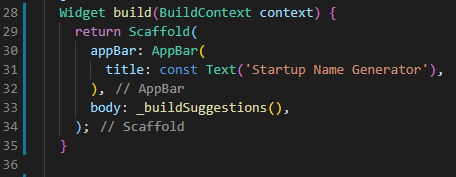 28 Widget build(BuildContext context) {
29 return Scaffold(
30 appBar: AppBar(
31 title: const Text('Startup Name Generator'),
32 ), // AppBar
33 body: _buildSuggestions(),
34 ); // Scaffold
35 }
36